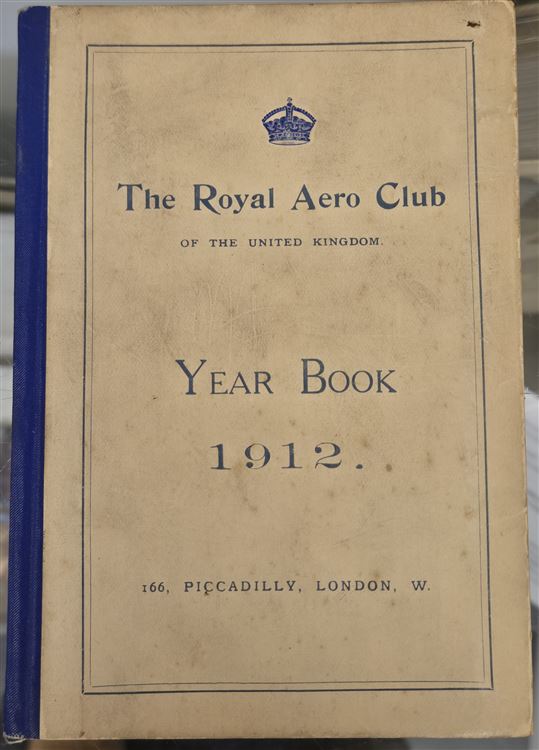 The Royal Aero Club
OF THE UNITED KINGDOM.
YEAR BOOK
1912.
166, PICCADILLY, LONDON, W.